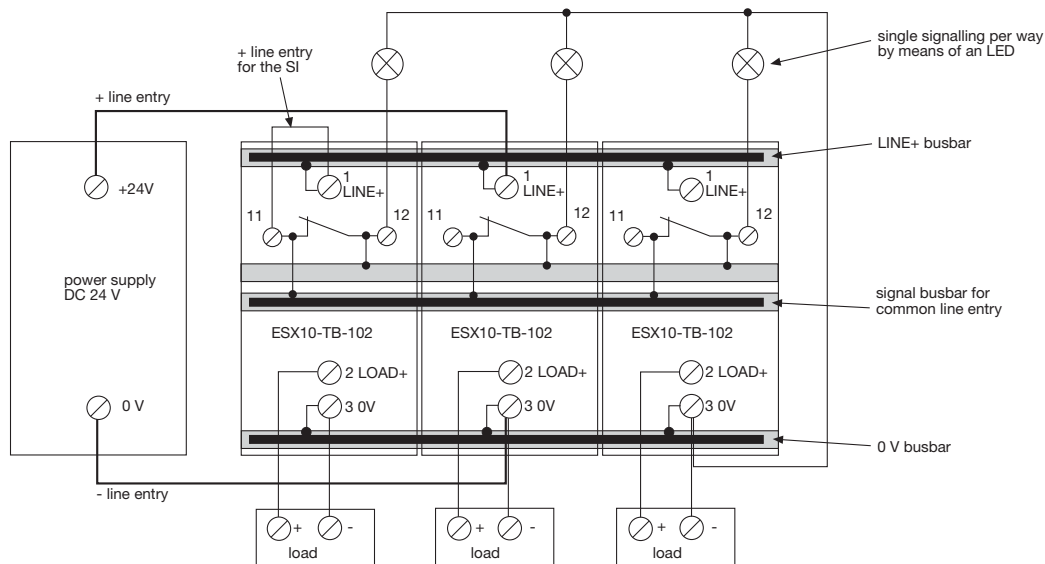 single signalling per way
by means of an LED
+ line entry
for the SI
+ line entry
LINE+ busbar
+24V
1
LINE+
1
LINE+
1
LINE+
11
12
11
12
11
12
power supply
DC 24 V
signal busbar for
common line entry
ESX10-TB-102
ESX10-TB-102
ESX10-TB-102
2 LOAD+
2 LOAD+
2 LOAD+
0 V
3 0V
3 0V
3 0V
0 V busbar
- line entry
+ -
+ -
+ -
load
load
load